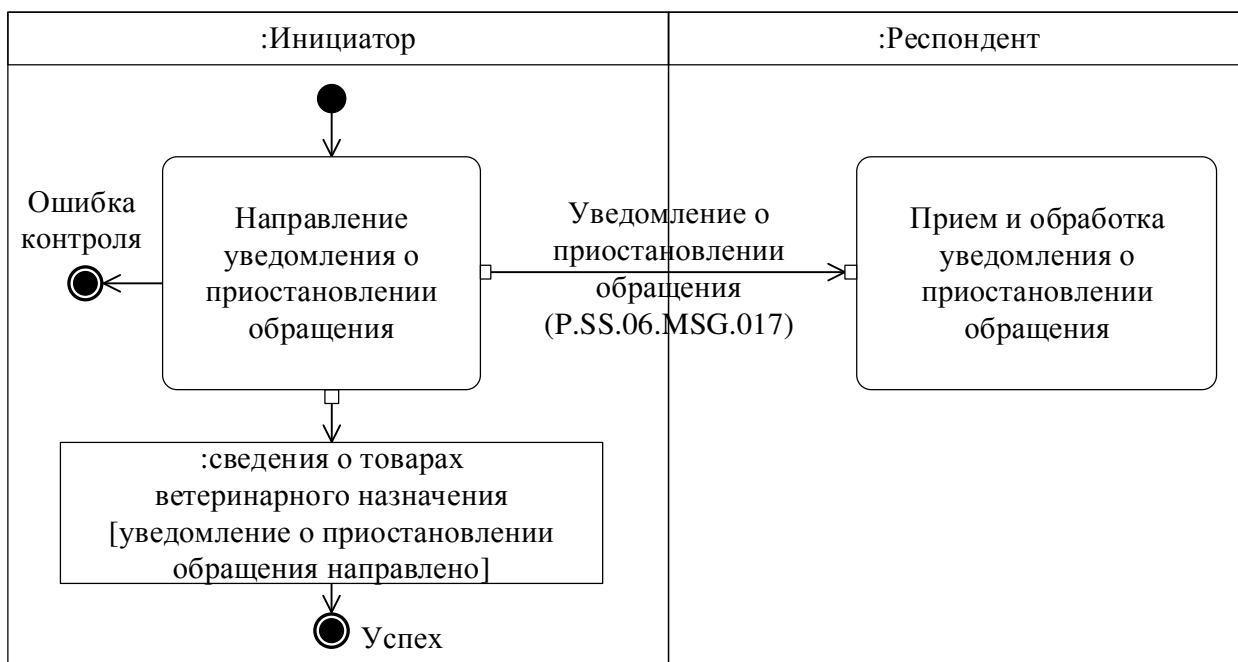 :Инициатор
:Респондент
Ошибка
контроля
Направление
уведомления о
приостановлении
обращения
Уведомление о
приостановлении
обращения
(P.SS.06.MSG.017)
Прием и обработка
уведомления о
приостановлении
обращения
:сведения о товарах
ветеринарного назначения
[уведомление о приостановлении
обращения направлено]
Успех